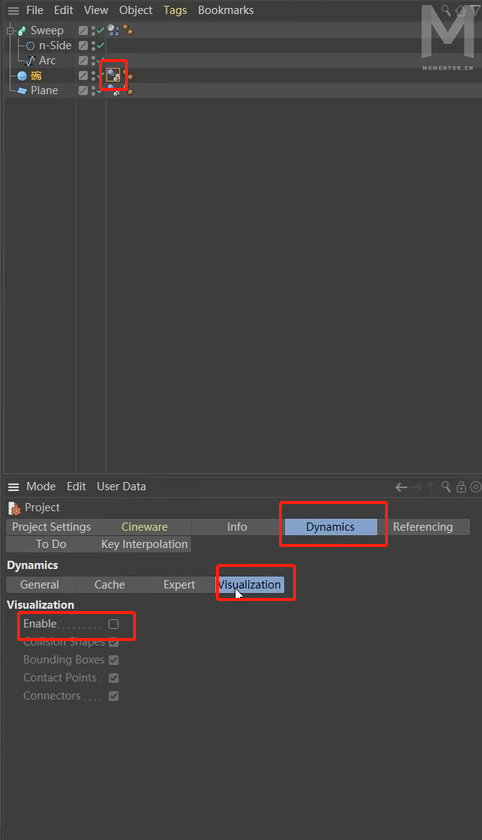 File Edit View Object Tags Bookmarks
M
MOMENTOR.CN
Sweep
n-Side
Arc
碗
Plane
Mode Edit User Data
Project
Project Settings Cineware Info Dynamics Referencing
To Do Key Interpolation
Dynamics
General Cache Expert Visualization
Visualization
Enable
Collision Shapes
Bounding Boxes
Contact Points
Connectors